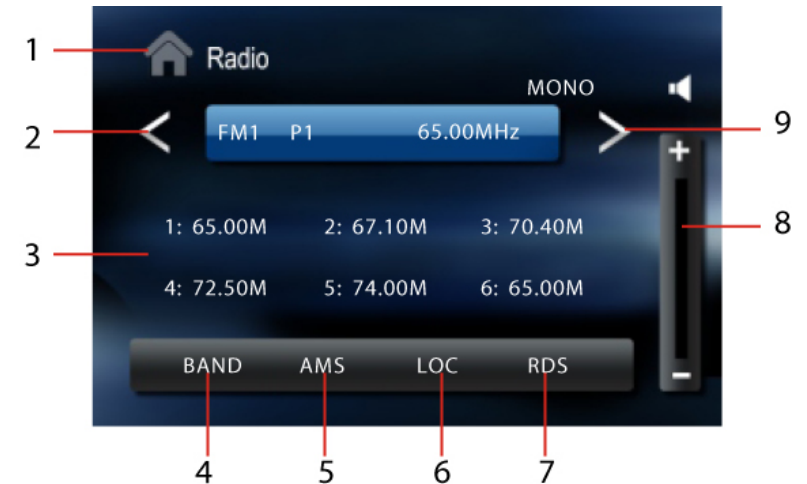 1 Radio
MONO
2 FM1 P1 65.00MHz 9
+
1: 65.00M 2: 67.10M 3: 70.40M 8
3
4: 72.50M 5: 74.00M 6: 65.00M
BAND AMS LOC RDS
−
4 5 6 7